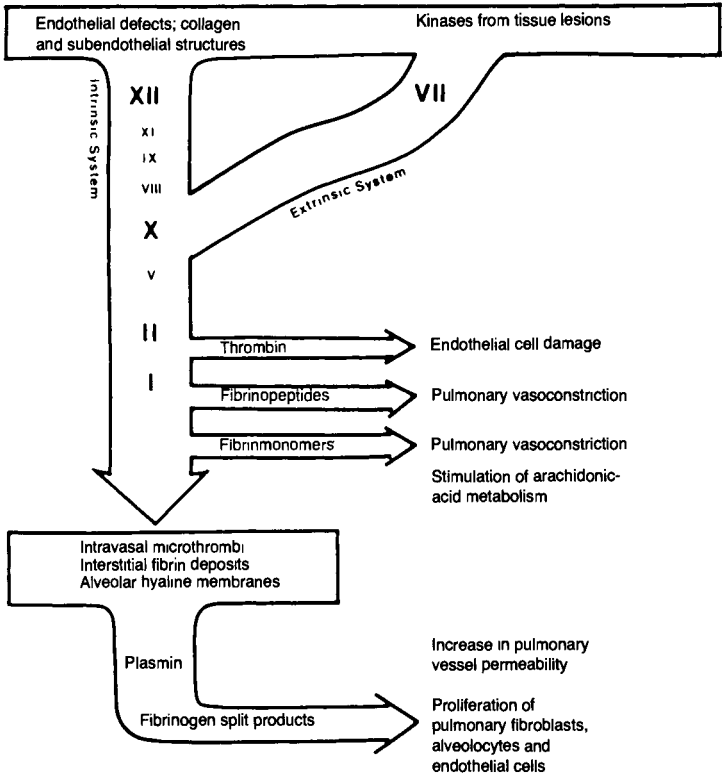 Endothelial defects; collagen
and subendothelial structures
Kinases from tissue lesions
Intrinsic System
XII
XI
IX
VIII
X
V
II
I
VII
Extrinsic System
Thrombin
Endothelial cell damage
Fibrinopeptides
Pulmonary vasoconstriction
Fibrinmonomers
Pulmonary vasoconstriction
Stimulation of arachidonic-
acid metabolism
Intravasal microthrombi
Interstitial fibrin deposits
Alveolar hyaline membranes
Plasmin
Fibrinogen split products
Increase in pulmonary
vessel permeability
Proliferation of
pulmonary fibroblasts,
alveolocytes and
endothelial cells